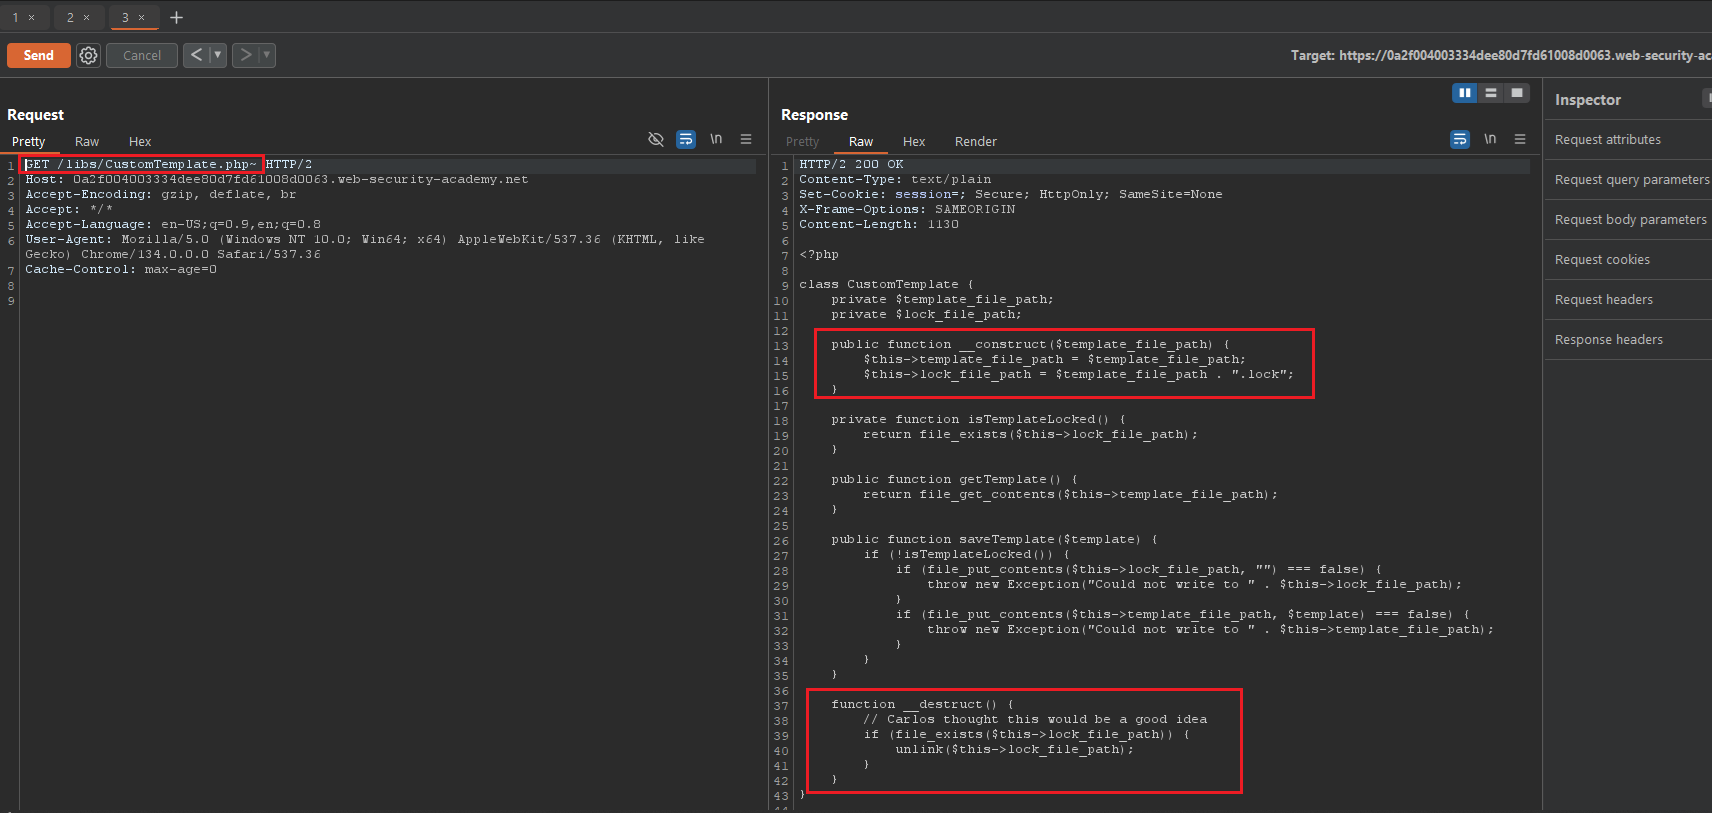 1 × 2 × 3 × +
Send Cancel < ▼ > ▼ Target: https://0a2f004003334dee80d7fd61008d0063.web-security-ac
Request
Pretty Raw Hex \n
1 GET /libs/CustomTemplate.php~ HTTP/2
2 Host: 0a2f004003334dee80d7fd61008d0063.web-security-academy.net
3 Accept-Encoding: gzip, deflate, br
4 Accept: */*
5 Accept-Language: en-US;q=0.9,en;q=0.8
6 User-Agent: Mozilla/5.0 (Windows NT 10.0; Win64; x64) AppleWebKit/537.36 (KHTML, like
Gecko) Chrome/134.0.0.0 Safari/537.36
7 Cache-Control: max-age=0
8
9
Response
Pretty Raw Hex Render \n
1 HTTP/2 200 OK
2 Content-Type: text/plain
3 Set-Cookie: session=; Secure; HttpOnly; SameSite=None
4 X-Frame-Options: SAMEORIGIN
5 Content-Length: 1130
6
7 <?php
8
9 class CustomTemplate {
10 private $template_file_path;
11 private $lock_file_path;
12
13 public function __construct($template_file_path) {
14 $this->template_file_path = $template_file_path;
15 $this->lock_file_path = $template_file_path . ".lock";
16 }
17
18 private function isTemplateLocked() {
19 return file_exists($this->lock_file_path);
20 }
21
22 public function getTemplate() {
23 return file_get_contents($this->template_file_path);
24 }
25
26 public function saveTemplate($template) {
27 if (!isTemplateLocked()) {
28 if (file_put_contents($this->lock_file_path, "") === false) {
29 throw new Exception("Could not write to " . $this->lock_file_path);
30 }
31 if (file_put_contents($this->template_file_path, $template) === false) {
32 throw new Exception("Could not write to " . $this->template_file_path);
33 }
34 }
35 }
36
37 function __destruct() {
38 // Carlos thought this would be a good idea
39 if (file_exists($this->lock_file_path)) {
40 unlink($this->lock_file_path);
41 }
42 }
43 }
Inspector
Request attributes
Request query parameters
Request body parameters
Request cookies
Request headers
Response headers